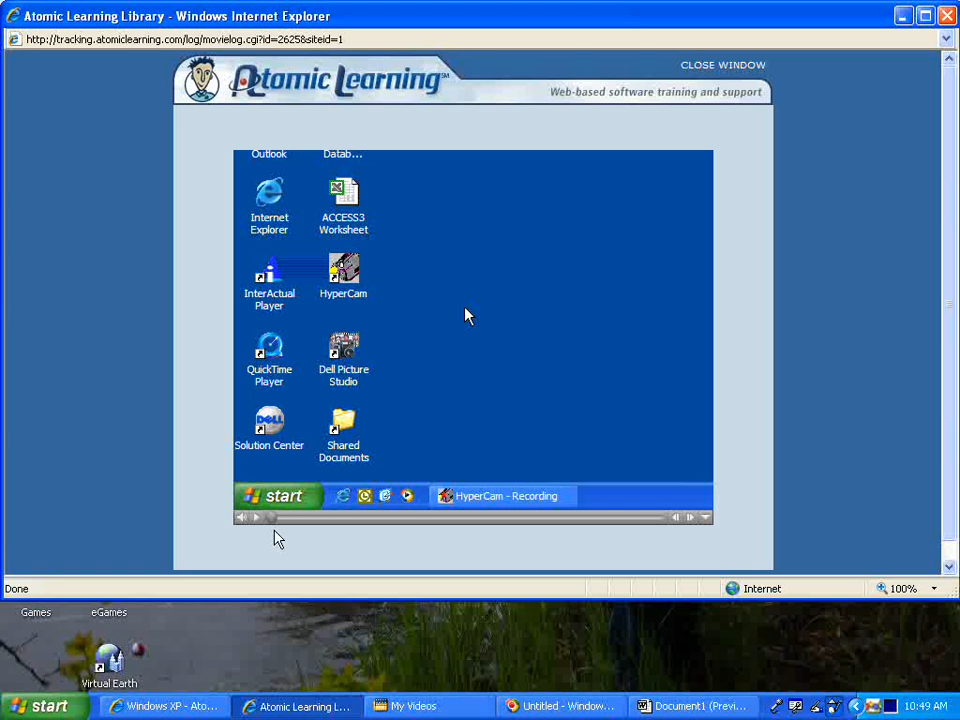 Atomic Learning Library - Windows Internet Explorer
http://tracking.atomiclearning.com/log/movielog.cgi?id=2625&siteid=1
CLOSE WINDOW
Atomic Learning SM
Web-based software training and support
Outlook
Datab...
Internet
Explorer
ACCESS3
Worksheet
InterActual
Player
HyperCam
QuickTime
Player
Dell Picture
Studio
DELL
Solution Center
Shared
Documents
start
HyperCam - Recording
Done
Internet
100%
Games
eGames
Virtual Earth
start
Windows XP - Ato...
Atomic Learning L...
My Videos
Untitled - Window...
Document1 (Previ...
10:49 AM